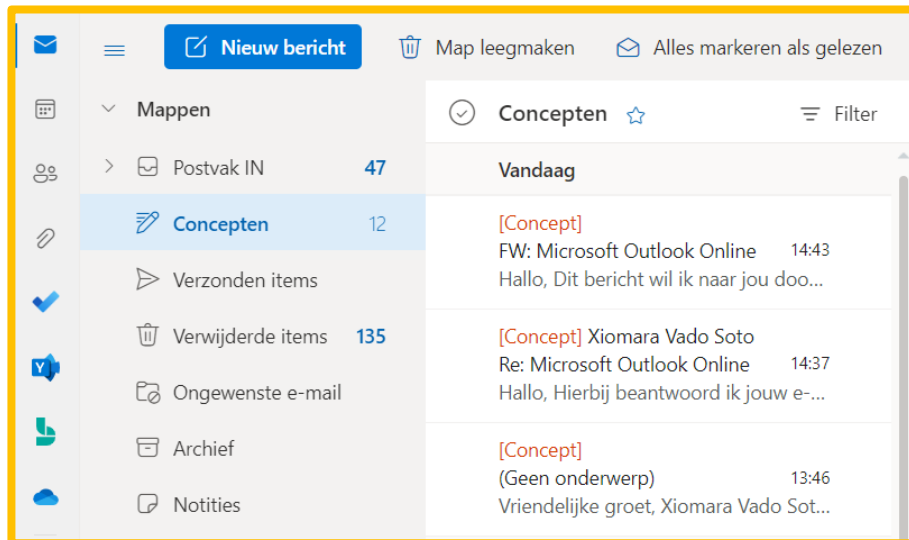 Nieuw bericht
Map leegmaken
Alles markeren als gelezen
Mappen
Postvak IN 47
Concepten 12
Verzonden items
Verwijderde items 135
Ongewenste e-mail
Archief
Notities
Concepten
Filter
Vandaag
[Concept]
FW: Microsoft Outlook Online 14:43
Hallo, Dit bericht wil ik naar jou doo...
[Concept] Xiomara Vado Soto
Re: Microsoft Outlook Online 14:37
Hallo, Hierbij beantwoord ik jouw e-...
[Concept]
(Geen onderwerp) 13:46
Vriendelijke groet, Xiomara Vado Sot...